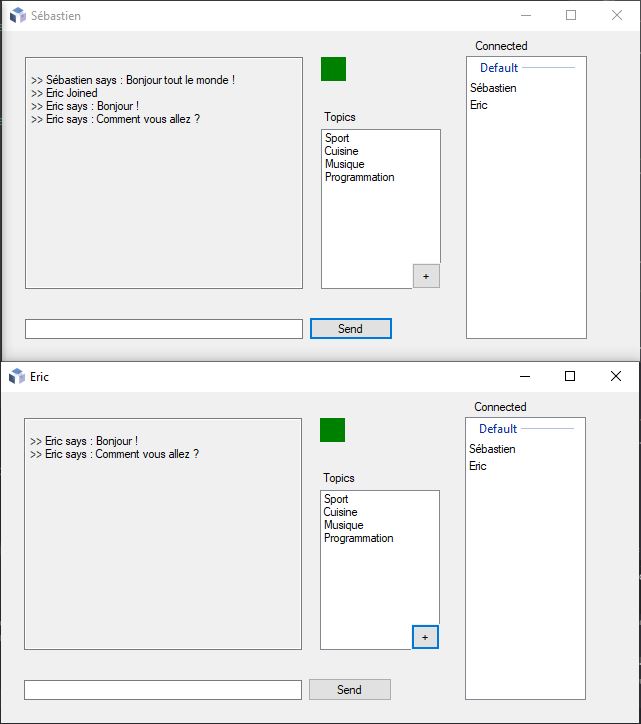 Sébastien
Connected
>> Sébastien says : Bonjour tout le monde !
>> Eric Joined
>> Eric says : Bonjour !
>> Eric says : Comment vous allez ?
Topics
Sport
Cuisine
Musique
Programmation
+
Default
Sébastien
Eric
Send
Eric
Connected
>> Eric says : Bonjour !
>> Eric says : Comment vous allez ?
Topics
Sport
Cuisine
Musique
Programmation
+
Default
Sébastien
Eric
Send